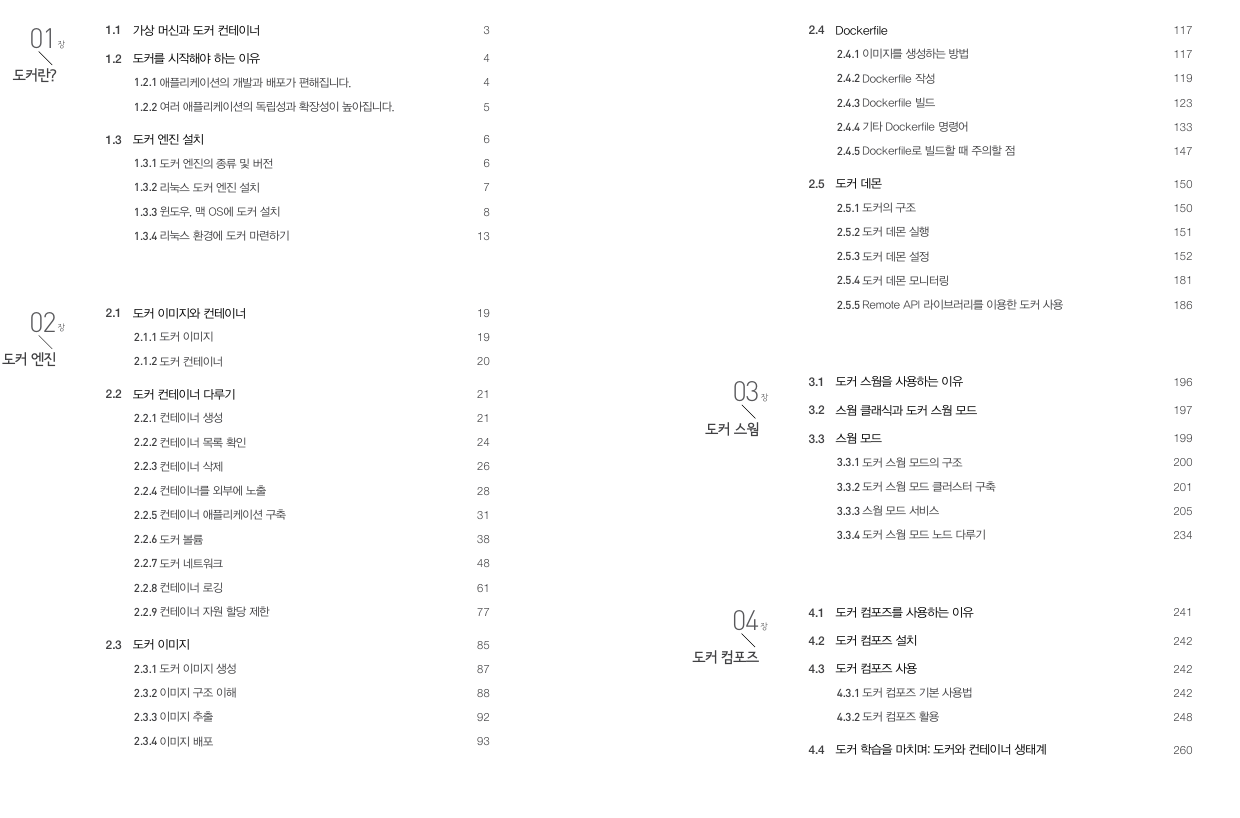 01장
도커란?
1.1 가상 머신과 도커 컨테이너 3
1.2 도커를 시작해야 하는 이유 4
1.2.1 애플리케이션의 개발과 배포가 편해집니다. 4
1.2.2 여러 애플리케이션의 독립성과 확장성이 높아집니다. 5
1.3 도커 엔진 설치 6
1.3.1 도커 엔진의 종류 및 버전 6
1.3.2 리눅스 도커 엔진 설치 7
1.3.3 윈도우, 맥 OS에 도커 설치 8
1.3.4 리눅스 환경에 도커 마련하기 13
02장
도커 엔진
2.1 도커 이미지와 컨테이너 19
2.1.1 도커 이미지 19
2.1.2 도커 컨테이너 20
2.2 도커 컨테이너 다루기 21
2.2.1 컨테이너 생성 21
2.2.2 컨테이너 목록 확인 24
2.2.3 컨테이너 삭제 26
2.2.4 컨테이너를 외부에 노출 28
2.2.5 컨테이너 애플리케이션 구축 31
2.2.6 도커 볼륨 38
2.2.7 도커 네트워크 48
2.2.8 컨테이너 로깅 61
2.2.9 컨테이너 자원 할당 제한 77
2.3 도커 이미지 85
2.3.1 도커 이미지 생성 87
2.3.2 이미지 구조 이해 88
2.3.3 이미지 추출 92
2.3.4 이미지 배포 93
2.4 Dockerfile 117
2.4.1 이미지를 생성하는 방법 117
2.4.2 Dockerfile 작성 119
2.4.3 Dockerfile 빌드 123
2.4.4 기타 Dockerfile 명령어 133
2.4.5 Dockerfile로 빌드할 때 주의할 점 147
2.5 도커 데몬 150
2.5.1 도커의 구조 150
2.5.2 도커 데몬 실행 151
2.5.3 도커 데몬 설정 152
2.5.4 도커 데몬 모니터링 181
2.5.5 Remote API 라이브러리를 이용한 도커 사용 186
03장
도커 스웜
3.1 도커 스웜을 사용하는 이유 196
3.2 스웜 클래식과 도커 스웜 모드 197
3.3 스웜 모드 199
3.3.1 도커 스웜 모드의 구조 200
3.3.2 도커 스웜 모드 클러스터 구축 201
3.3.3 스웜 모드 서비스 205
3.3.4 도커 스웜 모드 노드 다루기 234
04장
도커 컴포즈
4.1 도커 컴포즈를 사용하는 이유 241
4.2 도커 컴포즈 설치 242
4.3 도커 컴포즈 사용 242
4.3.1 도커 컴포즈 기본 사용법 242
4.3.2 도커 컴포즈 활용 248
4.4 도커 학습을 마치며: 도커와 컨테이너 생태계 260